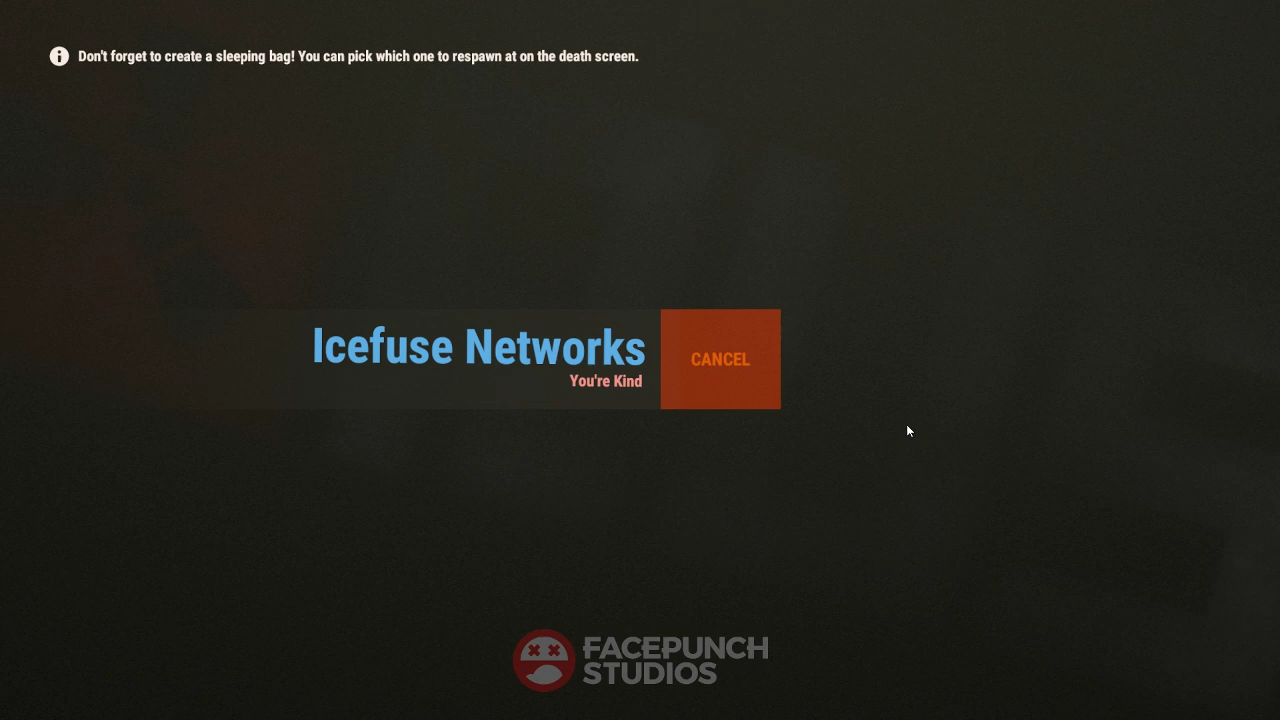 Don't forget to create a sleeping bag! You can pick which one to respawn at on the death screen.
Icefuse Networks
You're Kind
CANCEL
FACEPUNCH
STUDIOS